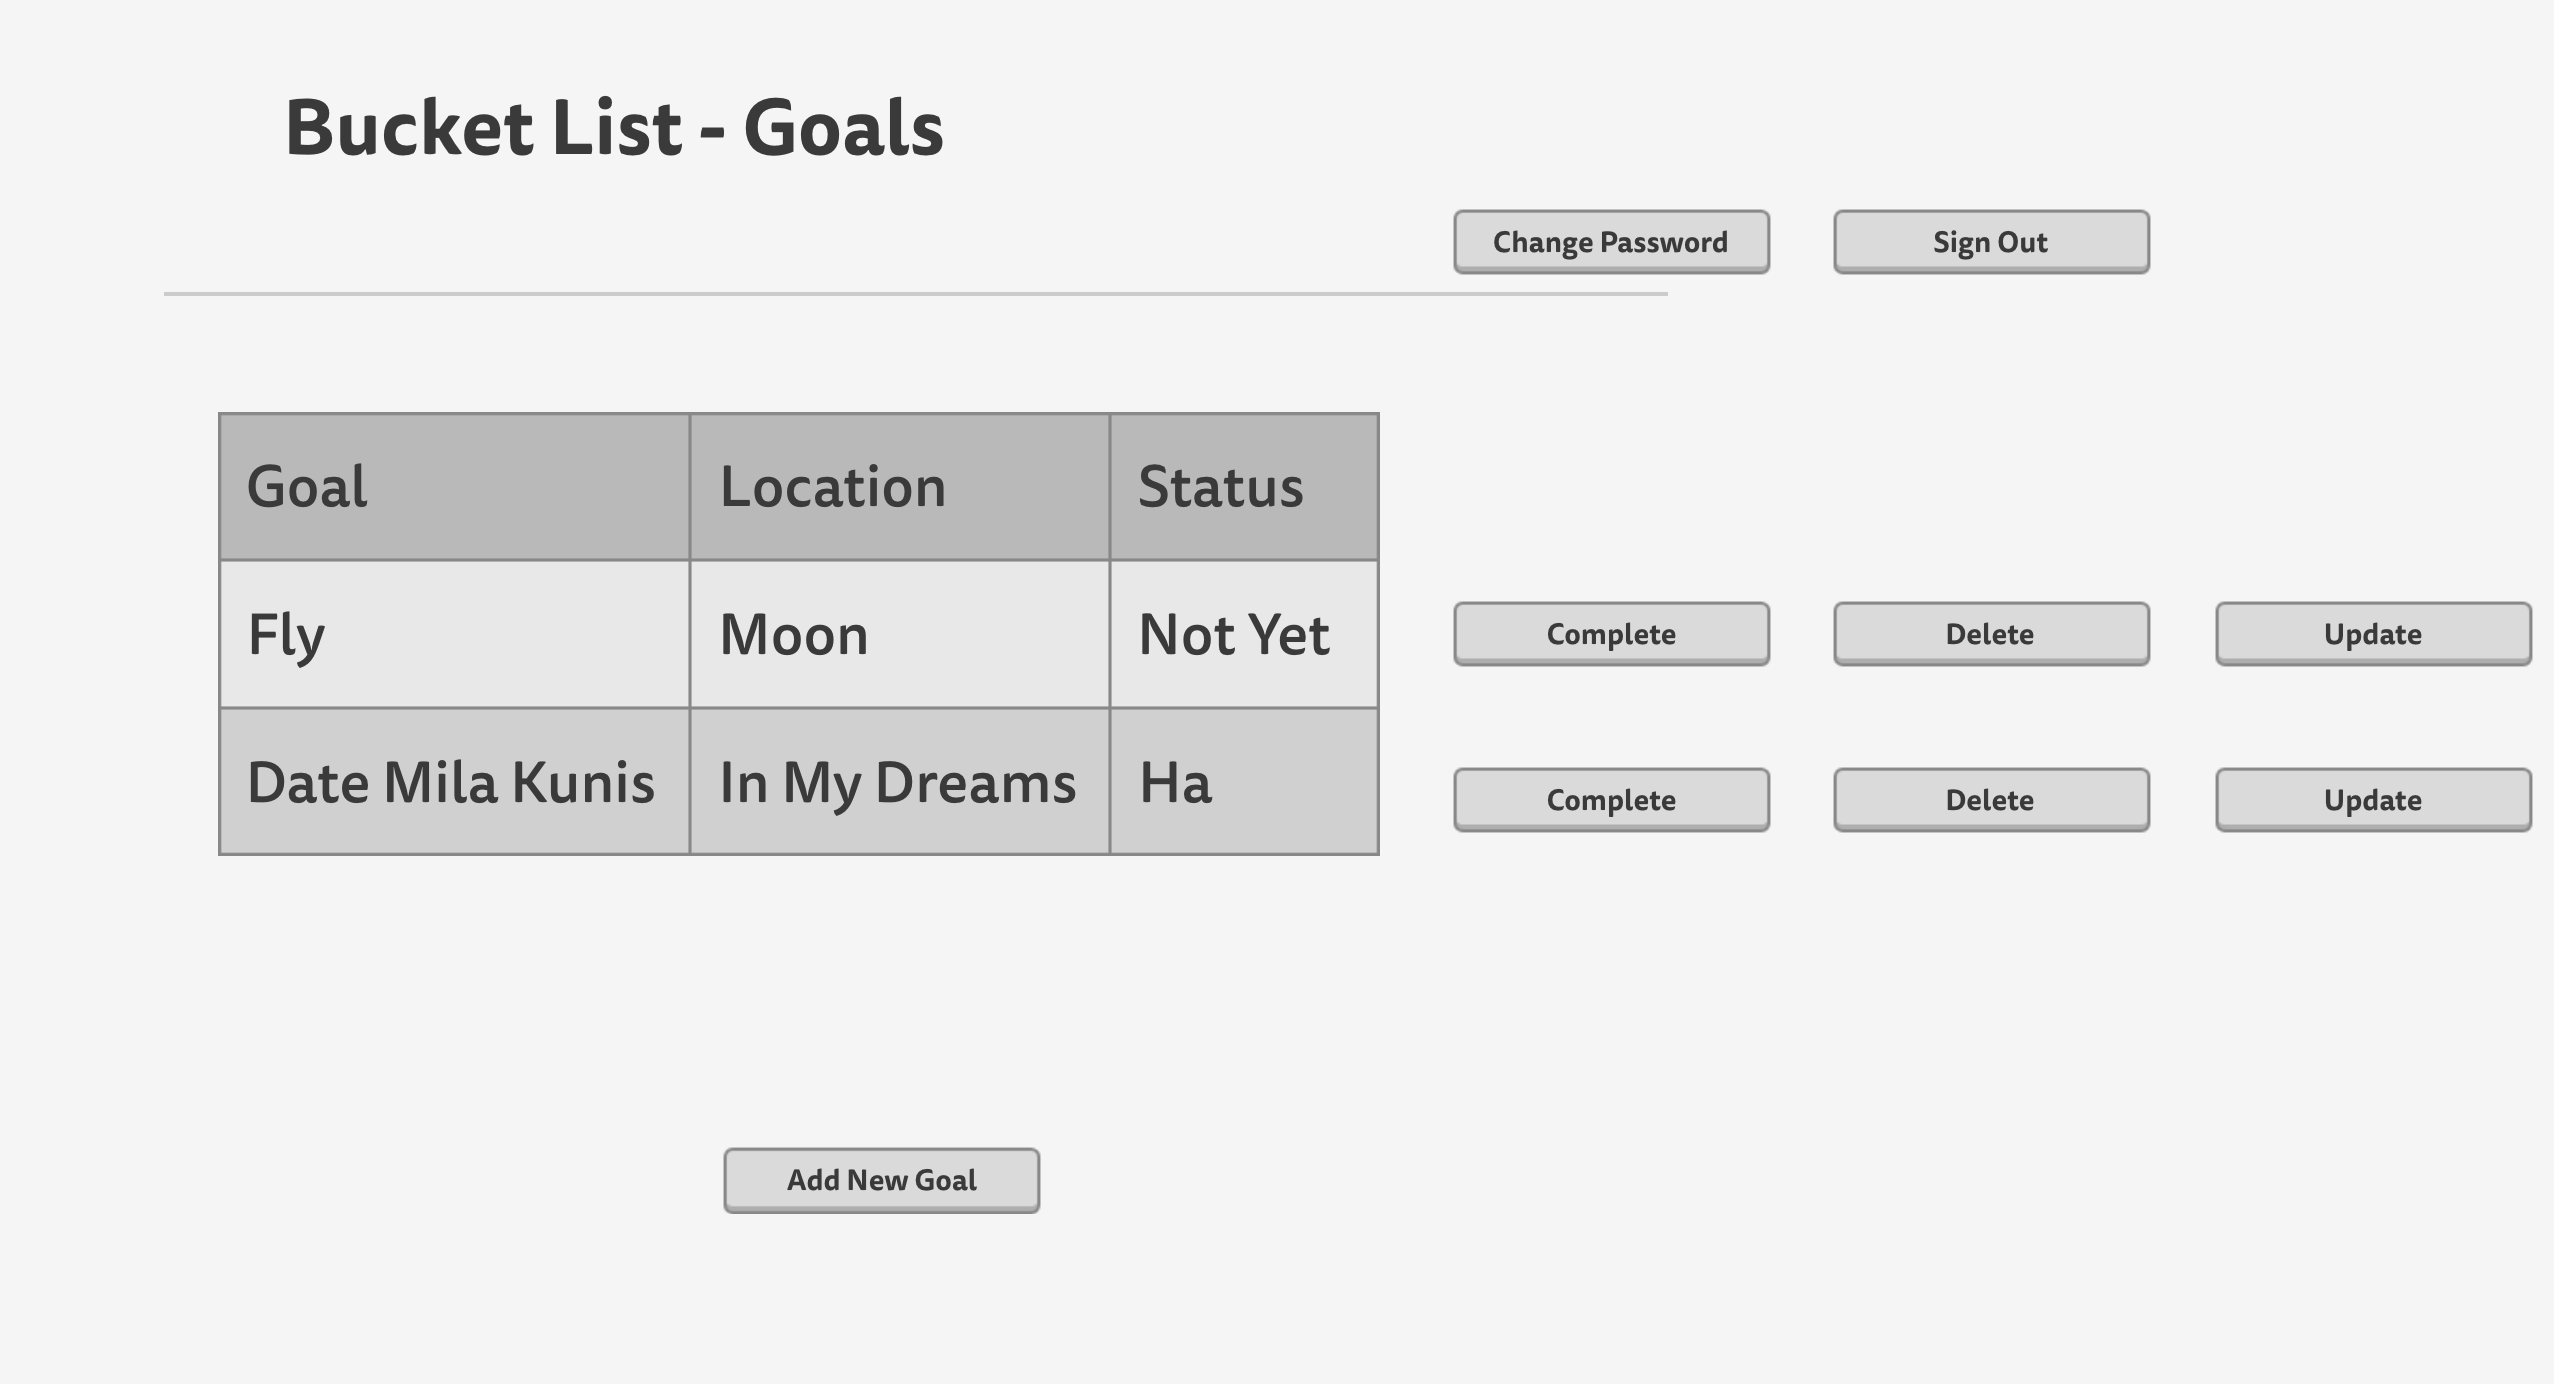 Bucket List - Goals
Change Password Sign Out
Goal Location Status
Fly Moon Not Yet Complete Delete Update
Date Mila Kunis In My Dreams Ha Complete Delete Update
Add New Goal